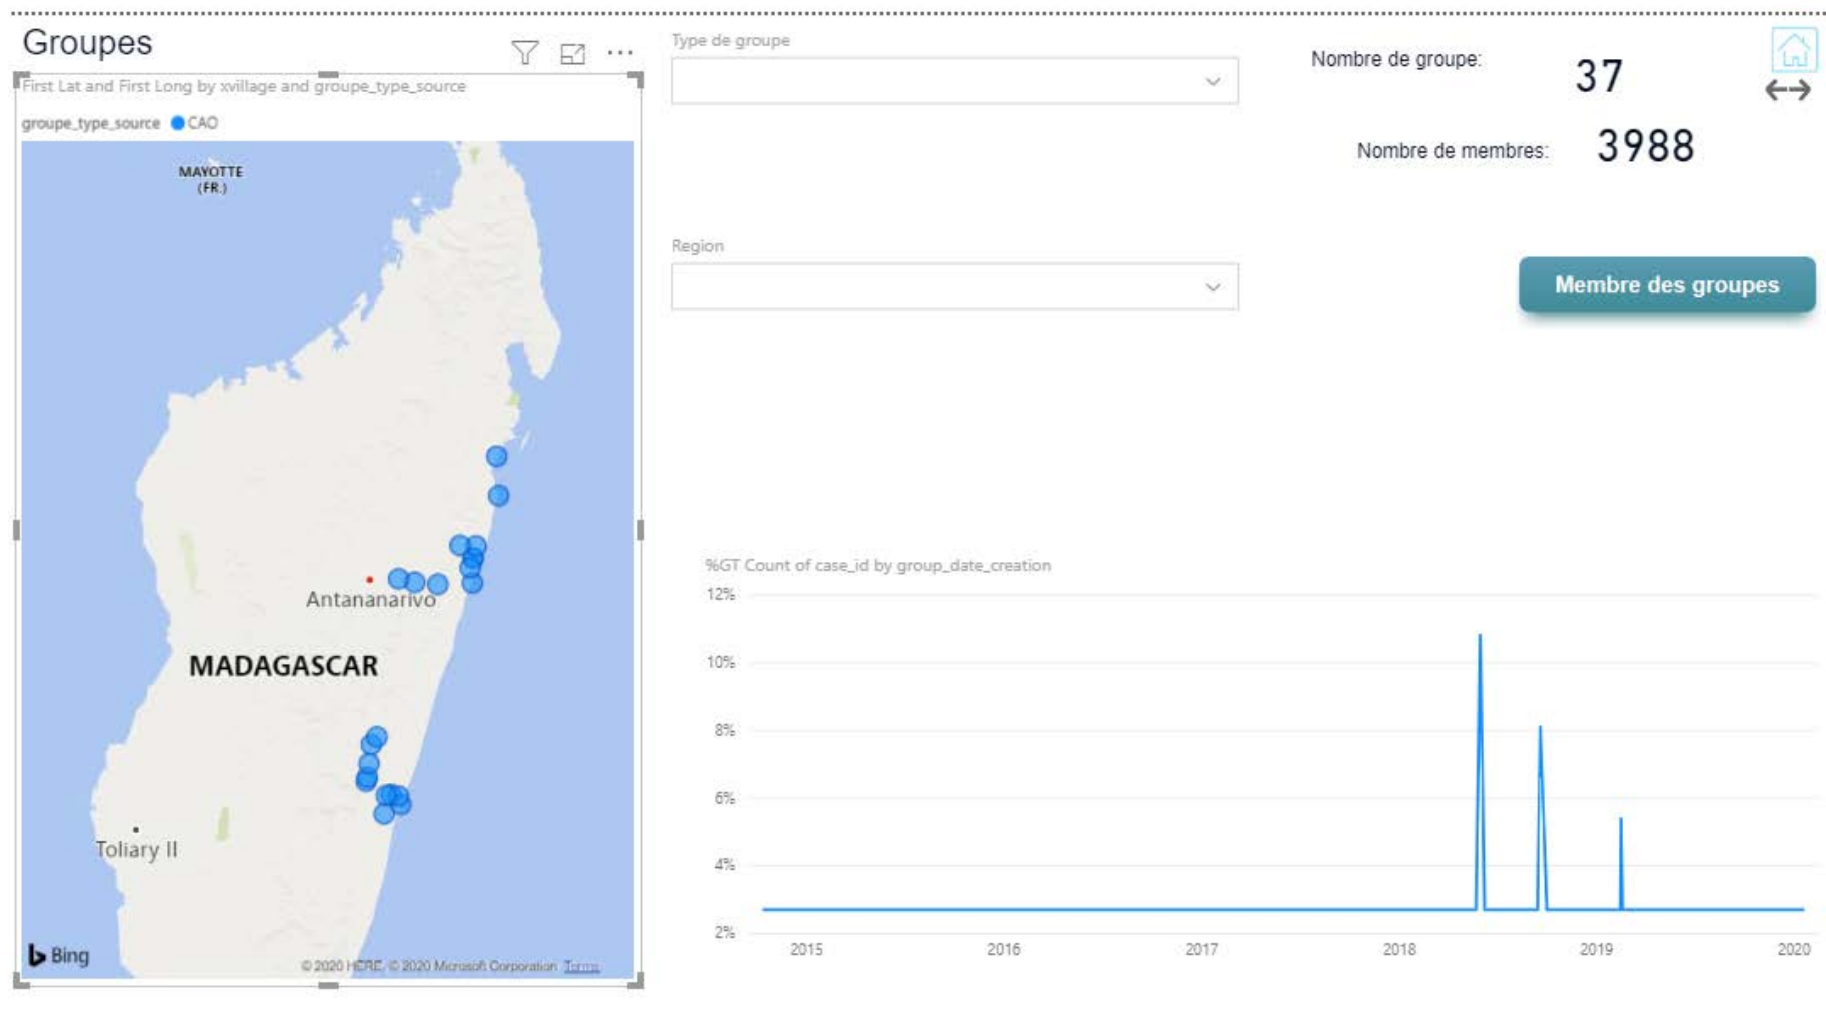 Groupes
First Lat and First Long by xvillage and groupe_type_source
groupe_type_source CAO
MAYOTTE
(FR.)
Antananarivo
MADAGASCAR
Toliary II
Bing
© 2020 HERE, © 2020 Microsoft Corporation Terms
Type de groupe
Region
Nombre de groupe: 37
Nombre de membres: 3988
Membre des groupes
%GT Count of case_id by group_date_creation
12%
10%
8%
6%
4%
2%
2015 2016 2017 2018 2019 2020